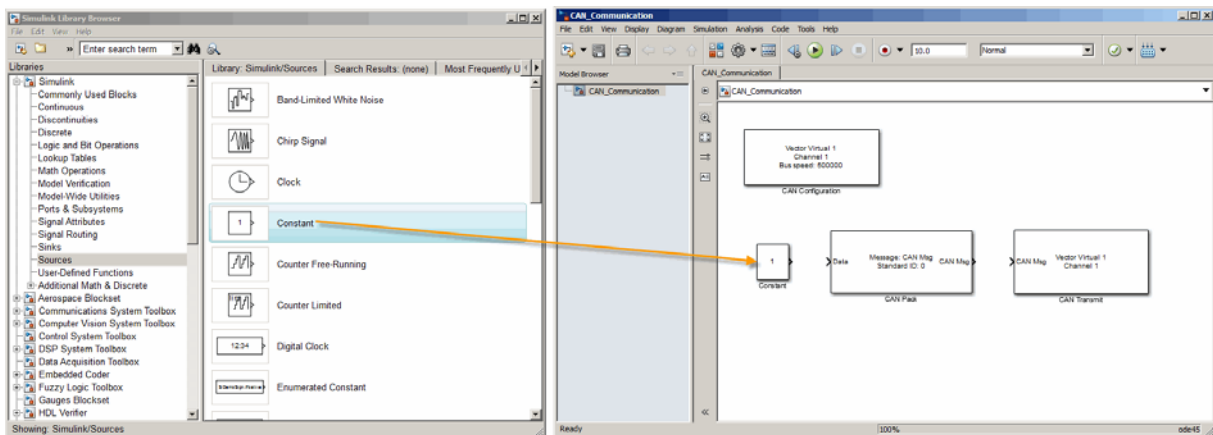 Simulink Library Browser
File Edit View Help
» Enter search term
Libraries
Simulink
Commonly Used Blocks
Continuous
Discontinuities
Discrete
Logic and Bit Operations
Lookup Tables
Math Operations
Model Verification
Model-Wide Utilities
Ports & Subsystems
Signal Attributes
Signal Routing
Sinks
Sources
User-Defined Functions
Additional Math & Discrete
Aerospace Blockset
Communications System Toolbox
Computer Vision System Toolbox
Control System Toolbox
DSP System Toolbox
Data Acquisition Toolbox
Embedded Coder
Fuzzy Logic Toolbox
Gauges Blockset
HDL Verifier
Showing: Simulink/Sources
Library: Simulink/Sources
Search Results: (none)
Most Frequently U
Band-Limited White Noise
Chirp Signal
Clock
1
Constant
Counter Free-Running
Counter Limited
12:34
Digital Clock
Enumerated Constant
CAN_Communication
File Edit View Display Diagram Simulation Analysis Code Tools Help
10.0
Normal
Model Browser
CAN_Communication
CAN_Communication
CAN_Communication
Vector Virtual 1
Channel 1
Bus speed: 500000
CAN Configuration
1
Constant
Data
Message: CAN Msg
Standard ID: 0
CAN Msg
CAN Pack
CAN Msg
Vector Virtual 1
Channel 1
CAN Transmit
Ready
100%
ode45